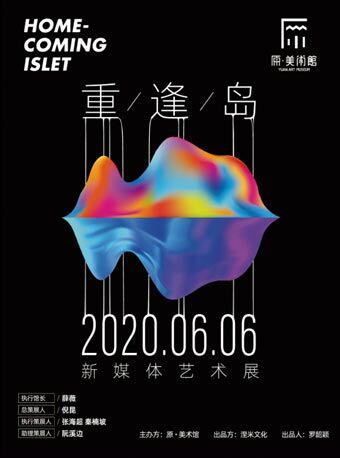 HOME-
COMING
ISLET
原·美術館
YUAN ART MUSEUM
重/逢/岛
2020.06.06
新媒体艺术展
执行馆长 / 薛薇
总策展人 / 倪昆
执行策展人 / 张海超 秦楠坡
助理策展人 / 阮溪边
主办方：原·美术馆 出品方：涅米文化 出品人：罗韶颖